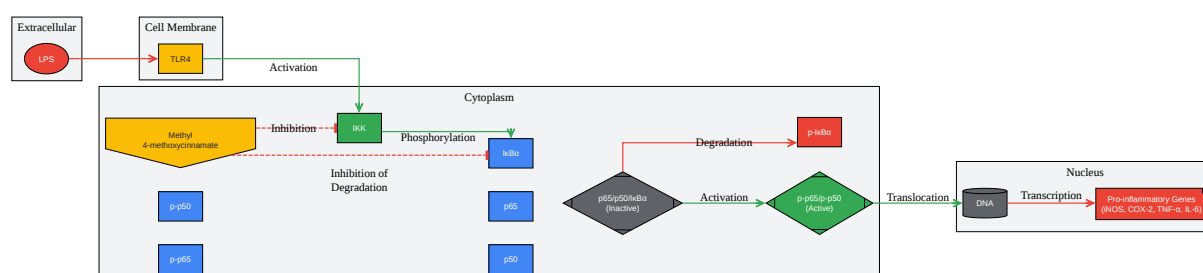 Extracellular
LPS
Cell Membrane
TLR4
Activation
Cytoplasm
Methyl
4-methoxycinnamate
Inhibition
IKK
Phosphorylation
IκBα
Inhibition of
Degradation
p-p50
p-p65
p65
p50
p-IκBα
Degradation
p65/p50/IκBα
(Inactive)
Activation
p-p65/p-p50
(Active)
Translocation
Nucleus
DNA
Transcription
Pro-inflammatory Genes
(iNOS, COX-2, TNF-α, IL-6)